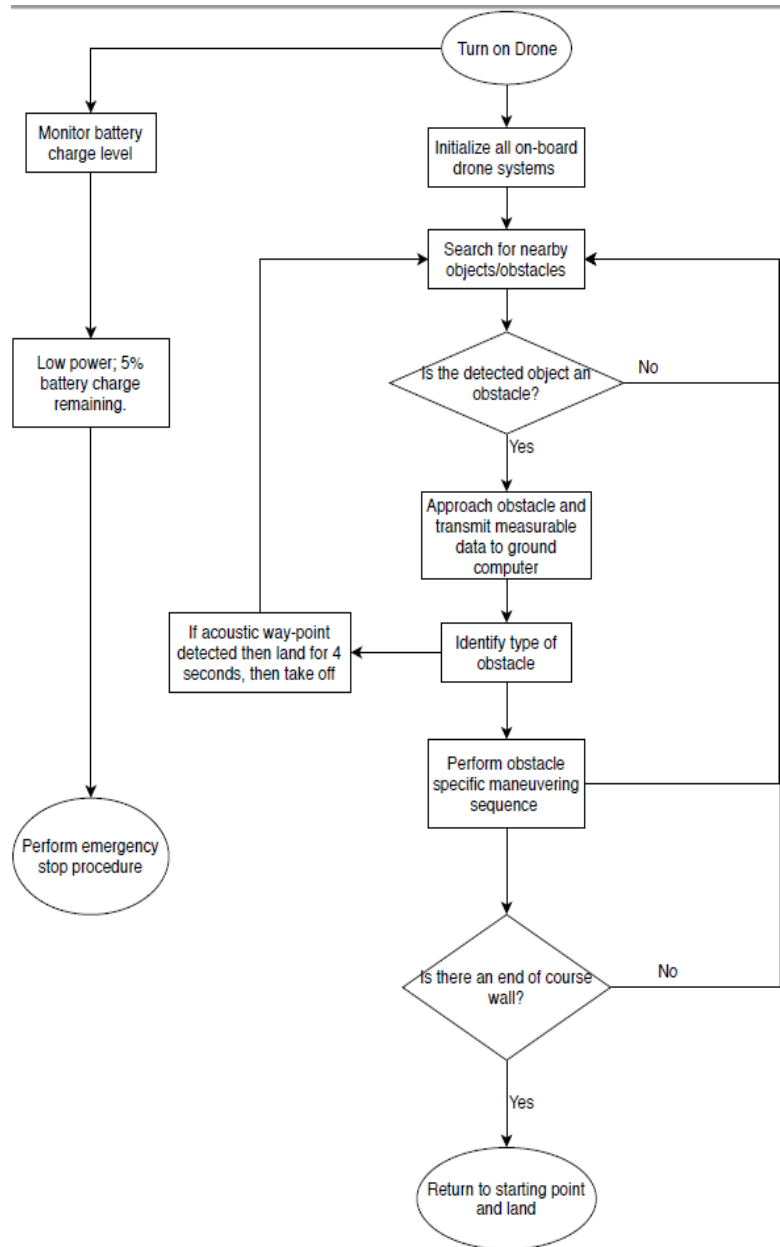 Turn on Drone
Monitor battery
charge level
Initialize all on-board
drone systems
Search for nearby
objects/obstacles
Low power; 5%
battery charge
remaining.
Is the detected object an
obstacle?
No
Yes
Approach obstacle and
transmit measurable
data to ground
computer
If acoustic way-point
detected then land for 4
seconds, then take off
Identify type of
obstacle
Perform obstacle
specific maneuvering
sequence
Perform emergency
stop procedure
Is there an end of course
wall?
No
Yes
Return to starting point
and land